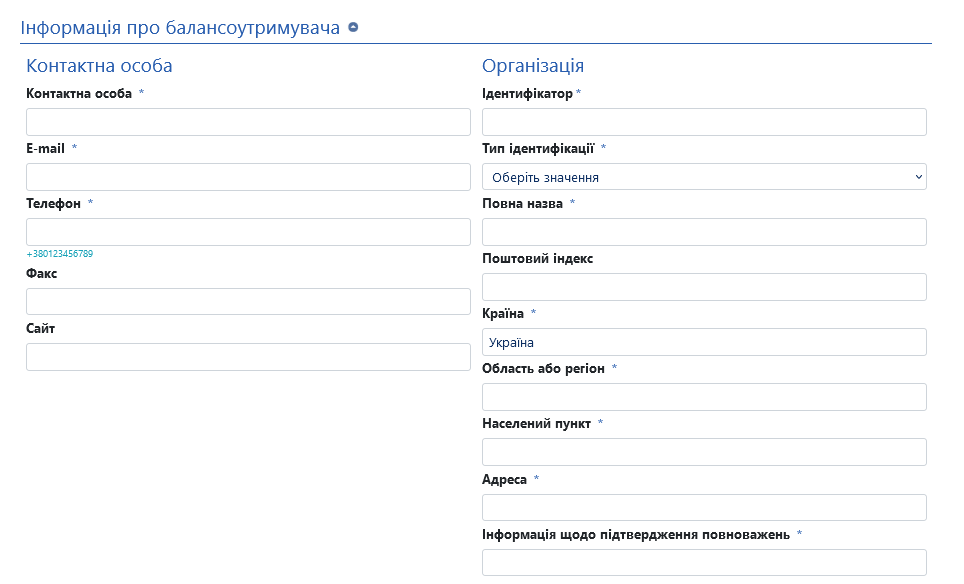 Інформація про балансоутримувача
Контактна особа
Контактна особа *
E-mail *
Телефон *
+380123456789
Факс
Сайт
Організація
Ідентифікатор *
Тип ідентифікації *
Оберіть значення
Повна назва *
Поштовий індекс
Країна *
Україна
Область або регіон *
Населений пункт *
Адреса *
Інформація щодо підтвердження повноважень *